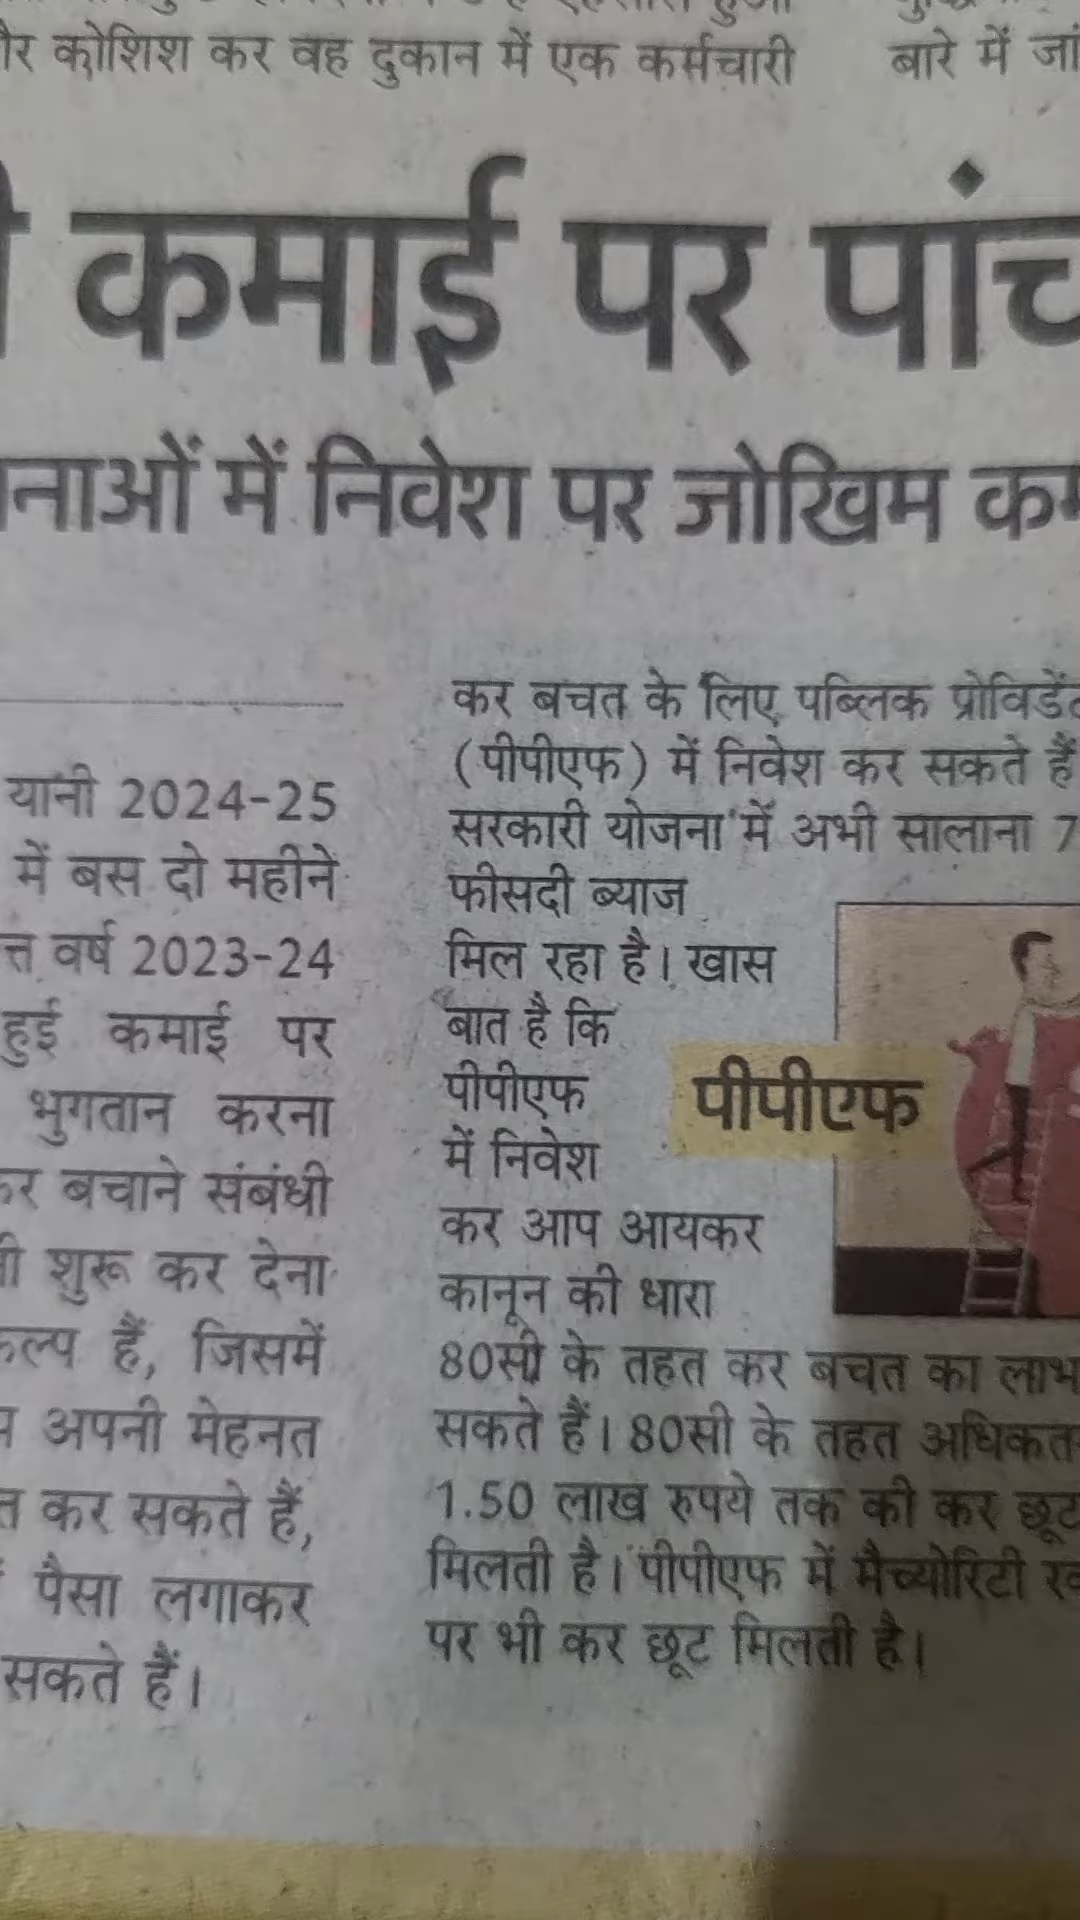 कोशिश कर वह दुकान में एक कर्मचारी
बारे में
कमाई पर
में निवेश पर जोखिम
यानी 2024-25
में बस दो महीने
वर्ष 2023-24
हुई कमाई पर
भुगतान करना
बचाने संबंधी
शुरू कर देना
हैं, जिसमें
अपनी मेहनत
कर सकते हैं,
पैसा लगाकर
सकते हैं।
कर बचत के लिए पब्लिक
(पीपीएफ) में निवेश कर सकते हैं
सरकारी योजना में अभी सालाना
फीसदी ब्याज
मिल रहा है। खास
बात है कि
पीपीएफ
में निवेश
कर आप आयकर
कानून की धारा
80सी के तहत कर बचत का लाभ
सकते हैं। 80सी के तहत
1.50 लाख रुपये तक की कर छूट
मिलती है। पीपीएफ में मैच्योरिटी
पर भी कर छूट मिलती है।
पीपीएफ